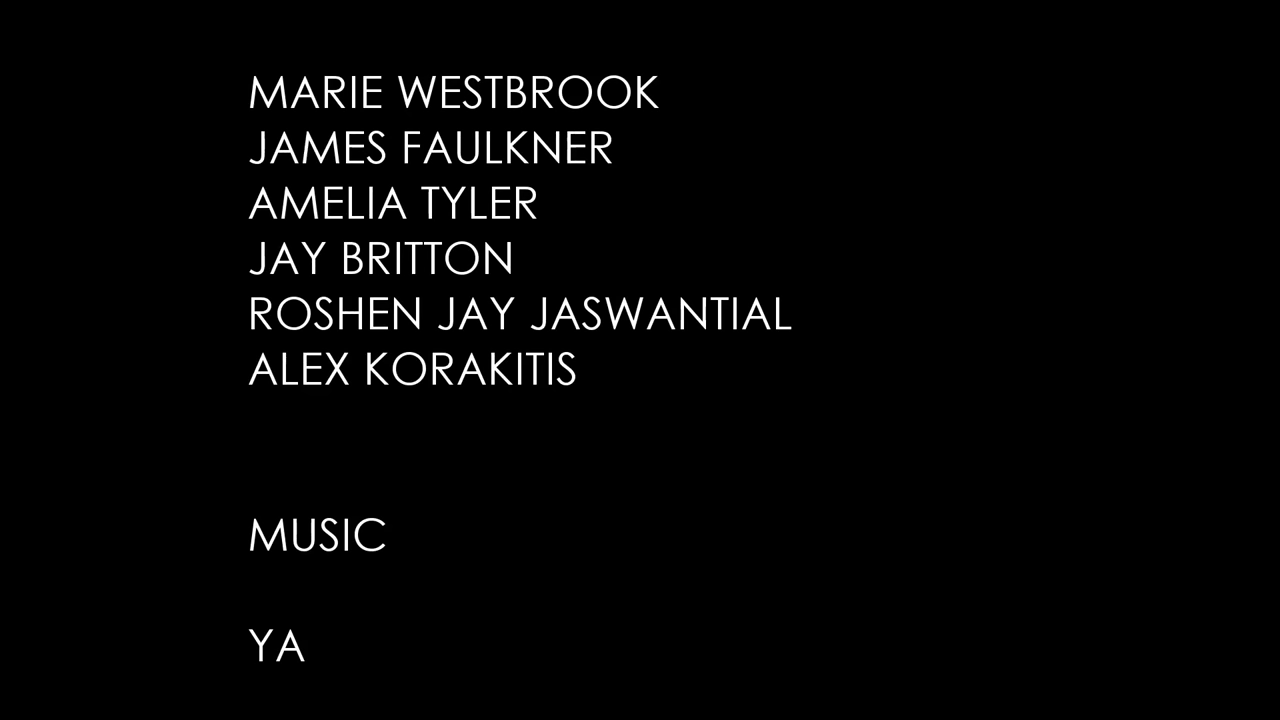 MARIE WESTBROOK
JAMES FAULKNER
AMELIA TYLER
JAY BRITTON
ROSHEN JAY JASWANTIAL
ALEX KORAKITIS
MUSIC
YA